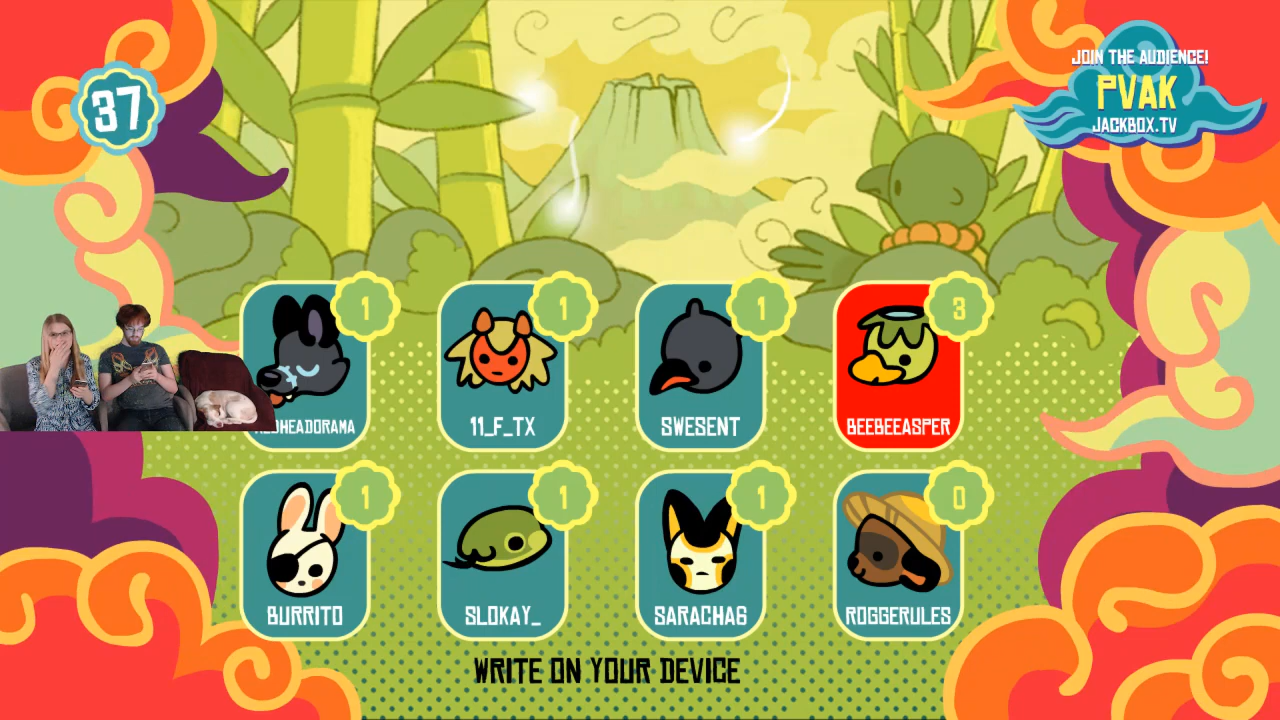 JOIN THE AUDIENCE!
PVAK
JACKBOX.TV
37
1
1
1
3
11_F_TX
SWESENT
BEEBEEASPER
1
1
1
0
BURRITO
SLOKAY_
SARACHA6
ROGGERULES
WRITE ON YOUR DEVICE